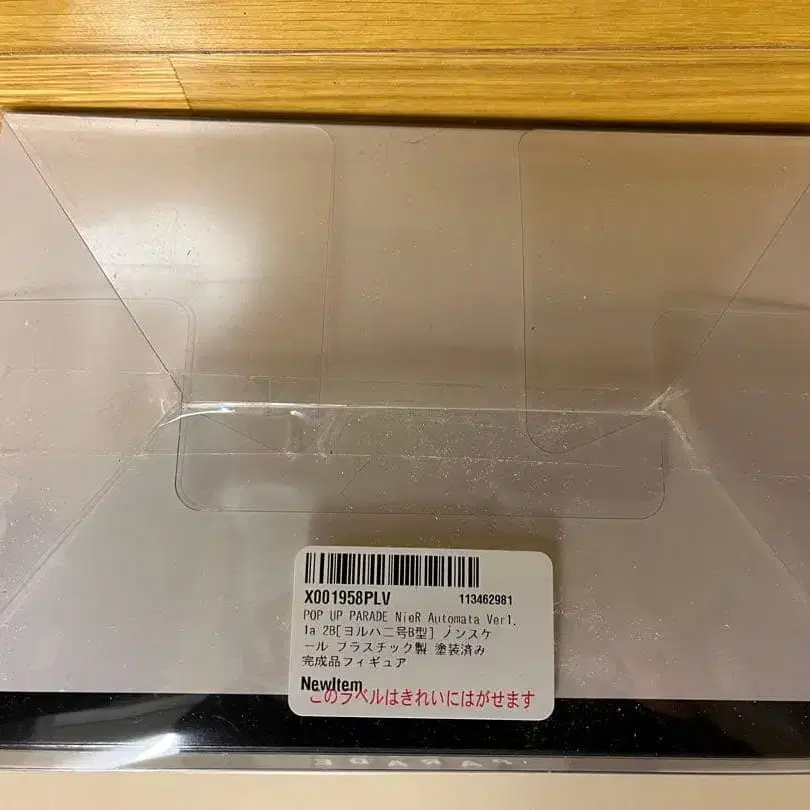 X001958PLV 113462981
POP UP PARADE NieR Automata Ver1.
1a 2B[ヨルハ二号B型] ノンスケ
ール プラスチック製 塗装済み
完成品フィギュア
NewItem
このラベルはきれいにはがせます
PARADE